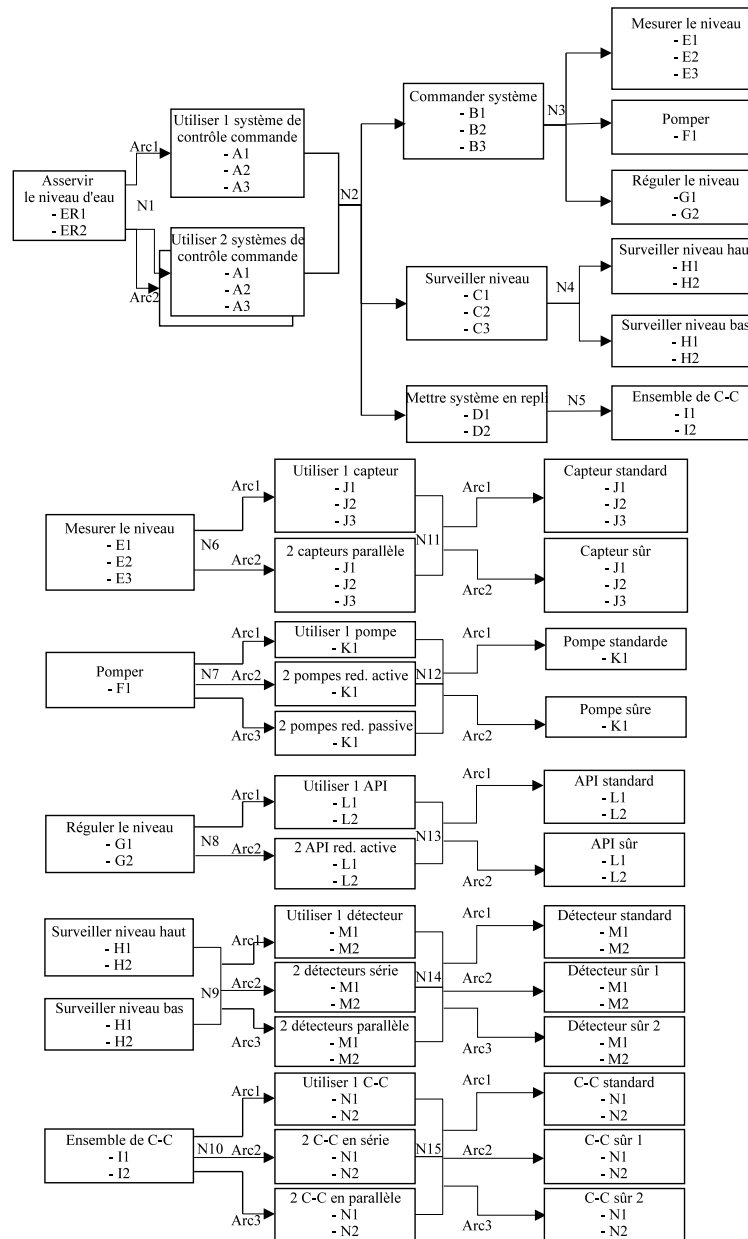 Mesurer le niveau
- E1
- E2
- E3
Commander système
- B1
- B2
- B3
N3
Pomper
- F1
Utiliser 1 système de
contrôle commande
- A1
- A2
- A3
Arc1
Asservir
le niveau d'eau
- ER1
- ER2
N1
N2
Réguler le niveau
-G1
- G2
Utiliser 2 systèmes de
contrôle commande
- A1
- A2
- A3
Arc2
Surveiller niveau haut
- H1
- H2
Surveiller niveau
- C1
- C2
- C3
N4
Surveiller niveau bas
- H1
- H2
Mettre système en repli
- D1
- D2
N5
Ensemble de C-C
- I1
- I2
Mesurer le niveau
- E1
- E2
- E3
N6
Arc1
Arc2
Utiliser 1 capteur
- J1
- J2
- J3
2 capteurs parallèle
- J1
- J2
- J3
N11
Arc1
Arc2
Capteur standard
- J1
- J2
- J3
Capteur sûr
- J1
- J2
- J3
Pomper
- F1
N7
Arc1
Arc2
Arc3
Utiliser 1 pompe
- K1
2 pompes red. active
- K1
2 pompes red. passive
- K1
N12
Arc1
Arc2
Pompe standarde
- K1
Pompe sûre
- K1
Réguler le niveau
- G1
- G2
N8
Arc1
Arc2
Utiliser 1 API
- L1
- L2
2 API red. active
- L1
- L2
N13
Arc1
Arc2
API standard
- L1
- L2
API sûr
- L1
- L2
Surveiller niveau haut
- H1
- H2
Surveiller niveau bas
- H1
- H2
N9
Arc1
Arc2
Arc3
Utiliser 1 détecteur
- M1
- M2
2 détecteurs série
- M1
- M2
2 détecteurs parallèle
- M1
- M2
N14
Arc1
Arc2
Arc3
Détecteur standard
- M1
- M2
Détecteur sûr 1
- M1
- M2
Détecteur sûr 2
- M1
- M2
Ensemble de C-C
- I1
- I2
N10
Arc1
Arc2
Arc3
Utiliser 1 C-C
- N1
- N2
2 C-C en série
- N1
- N2
2 C-C en parallèle
- N1
- N2
N15
Arc1
Arc2
Arc3
C-C standard
- N1
- N2
C-C sûr 1
- N1
- N2
C-C sûr 2
- N1
- N2